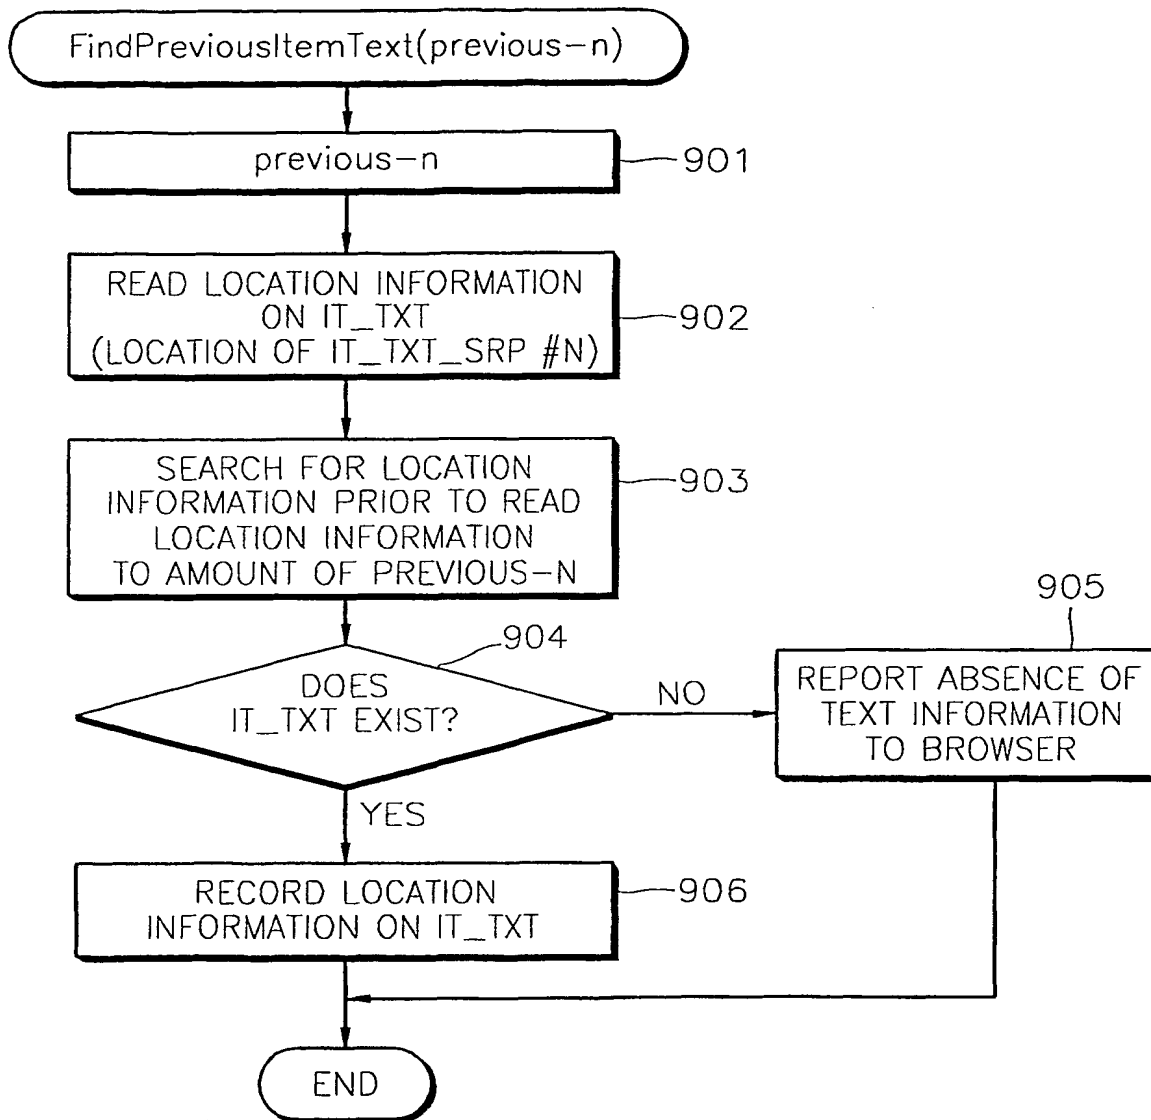 FindPreviousItemText(previous-n)
previous-n
901
READ LOCATION INFORMATION
ON IT_TXT
(LOCATION OF IT_TXT_SRP #N)
902
SEARCH FOR LOCATION
INFORMATION PRIOR TO READ
LOCATION INFORMATION
TO AMOUNT OF PREVIOUS-N
903
904
DOES
IT_TXT EXIST?
NO
905
REPORT ABSENCE OF
TEXT INFORMATION
TO BROWSER
YES
RECORD LOCATION
INFORMATION ON IT_TXT
906
END